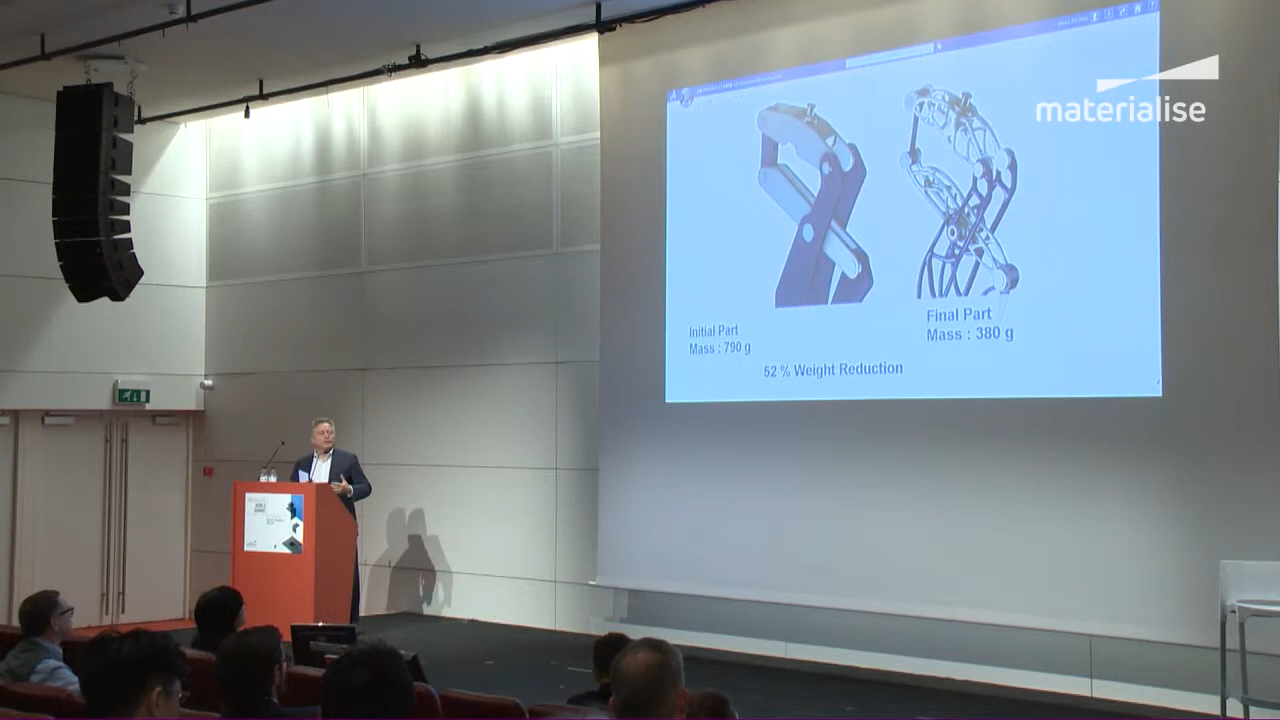 materialise
Initial Part
Mass : 790 g
Final Part
Mass : 380 g
52 % Weight Reduction